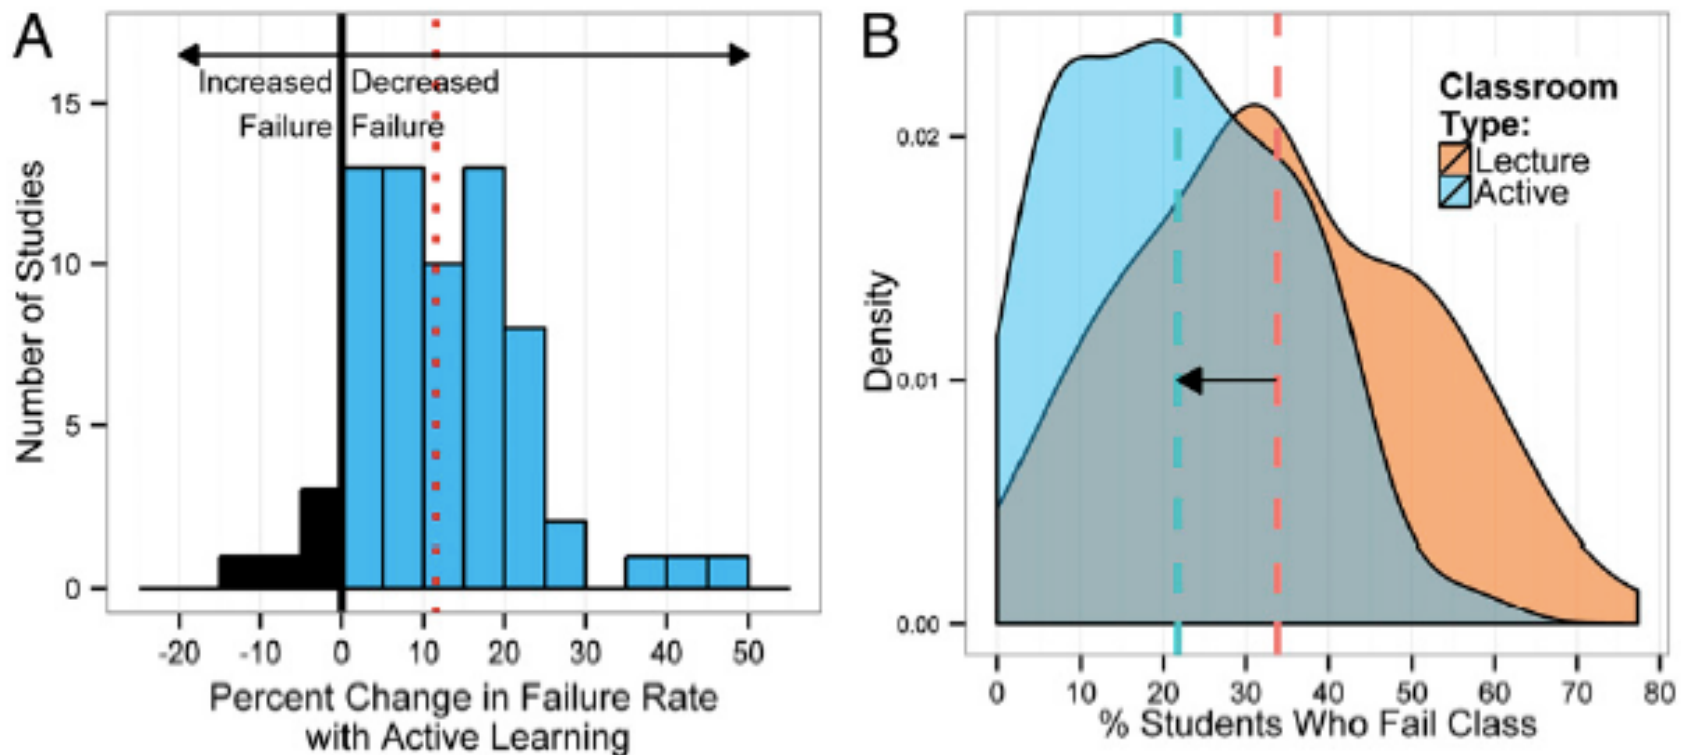 A
Increased Decreased
Failure Failure
15
10
5
0
Number of Studies
-20 -10 0 10 20 30 40 50
Percent Change in Failure Rate
with Active Learning
B
Classroom
Type:
Lecture
Active
0.02
0.01
0.00
Density
0 10 20 30 40 50 60 70 80
% Students Who Fail Class